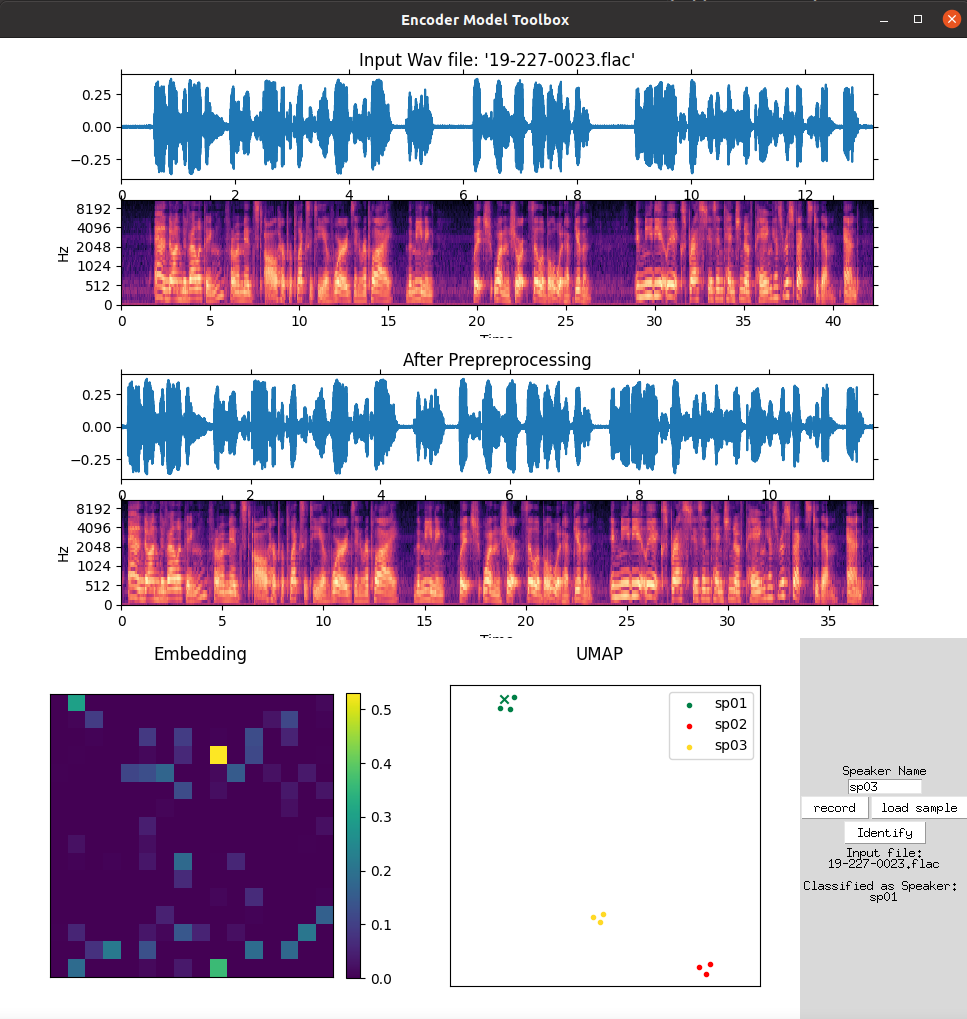 Encoder Model Toolbox
Input Wav file: '19-227-0023.flac'
0.25
0.00
−0.25
0 2 4 6 8 10 12
8192
4096
2048
1024
512
0
Hz
0 5 10 15 20 25 30 35 40
After Prepreprocessing
0.25
0.00
−0.25
0 2 4 6 8 10
8192
4096
2048
1024
512
0
Hz
0 5 10 15 20 25 30 35
Embedding
0.5
0.4
0.3
0.2
0.1
0.0
UMAP
sp01
sp02
sp03
Speaker Name
sp03
record load sample
Identify
Input file:
19-227-0023.flac
Classified as Speaker:
sp01